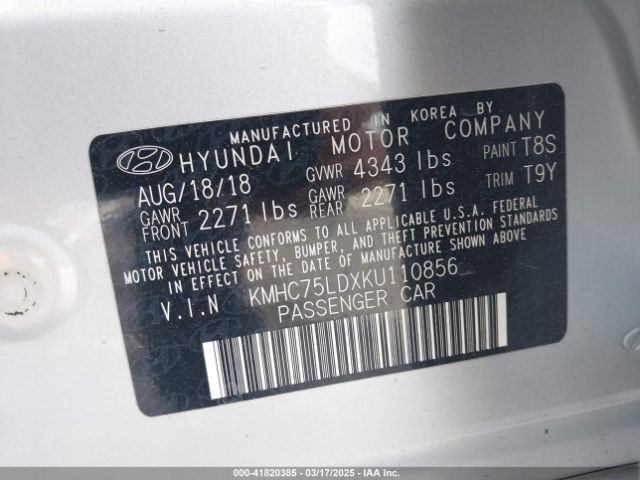 MANUFACTURED IN KOREA BY
HYUNDAI MOTOR COMPANY
AUG/18/18 GVWR 4343 lbs PAINT T8S
GAWR FRONT 2271 lbs GAWR REAR 2271 lbs TRIM T9Y
THIS VEHICLE CONFORMS TO ALL APPLICABLE U.S.A. FEDERAL
MOTOR VEHICLE SAFETY, BUMPER, AND THEFT PREVENTION
STANDARDS IN EFFECT ON THE DATE OF MANUFACTURE SHOWN ABOVE.
V.I.N KMHC75LDXKU110856
PASSENGER CAR
000-41820385 - 03/17/2025 - IAA Inc. - Copyright